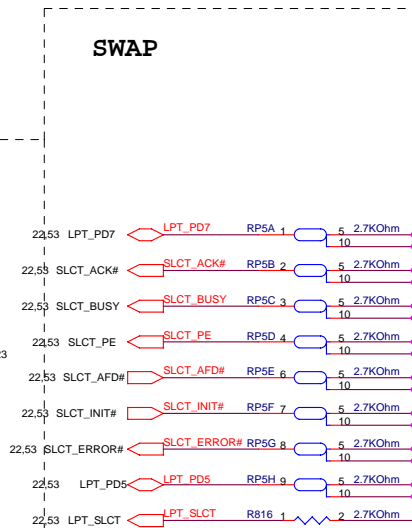 SWAP
22,53 LPT_PD7 LPT_PD7 RP5A 1 5 2.7KOhm
10
22,53 SLCT_ACK# SLCT_ACK# RP5B 2 5 2.7KOhm
10
22,53 SLCT_BUSY SLCT_BUSY RP5C 3 5 2.7KOhm
10
22,53 SLCT_PE SLCT_PE RP5D 4 5 2.7KOhm
10
22,53 SLCT_AFD# SLCT_AFD# RP5E 6 5 2.7KOhm
10
22,53 SLCT_INIT# SLCT_INIT# RP5F 7 5 2.7KOhm
10
22,53 SLCT_ERROR# SLCT_ERROR# RP5G 8 5 2.7KOhm
10
22,53 LPT_PD5 LPT_PD5 RP5H 9 5 2.7KOhm
10
22,53 LPT_SLCT LPT_SLCT R816 1 2 2.7KOhm